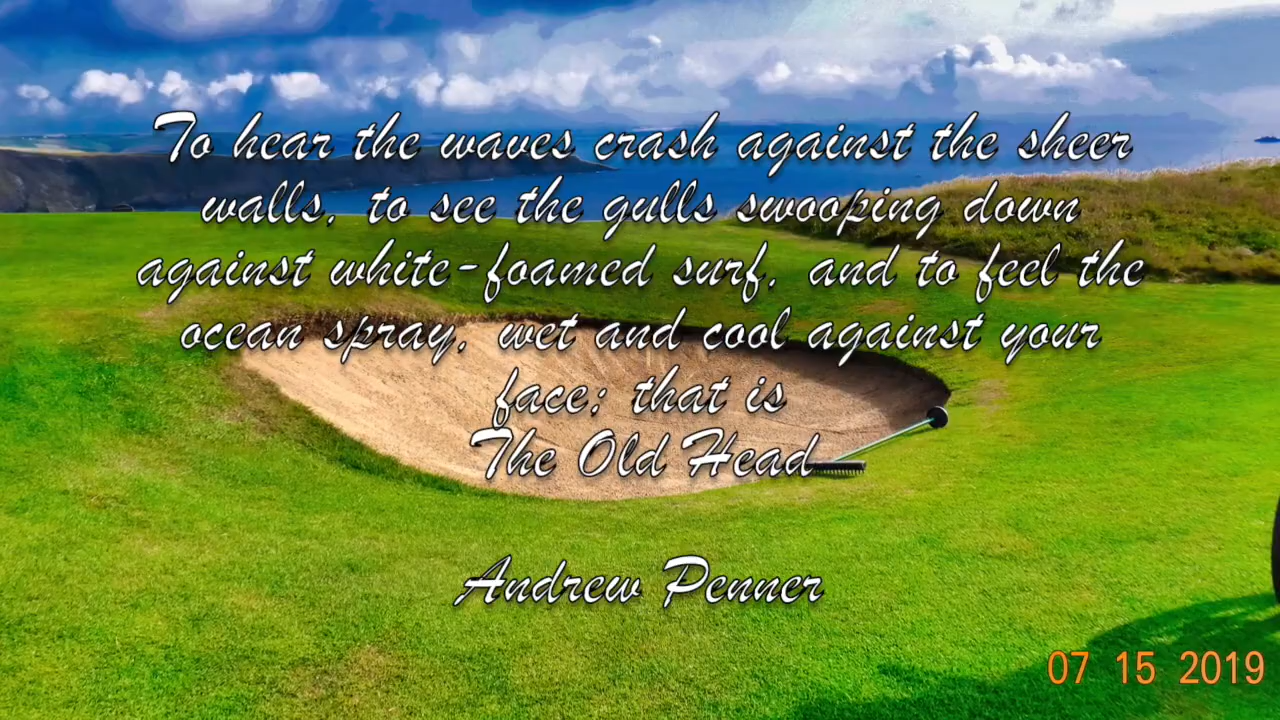 To hear the waves crash against the sheer
walls, to see the gulls swooping down
against white-foamed surf, and to feel the
ocean spray, wet and cool against your
face; that is
The Old Head
Andrew Penner
07 15 2019